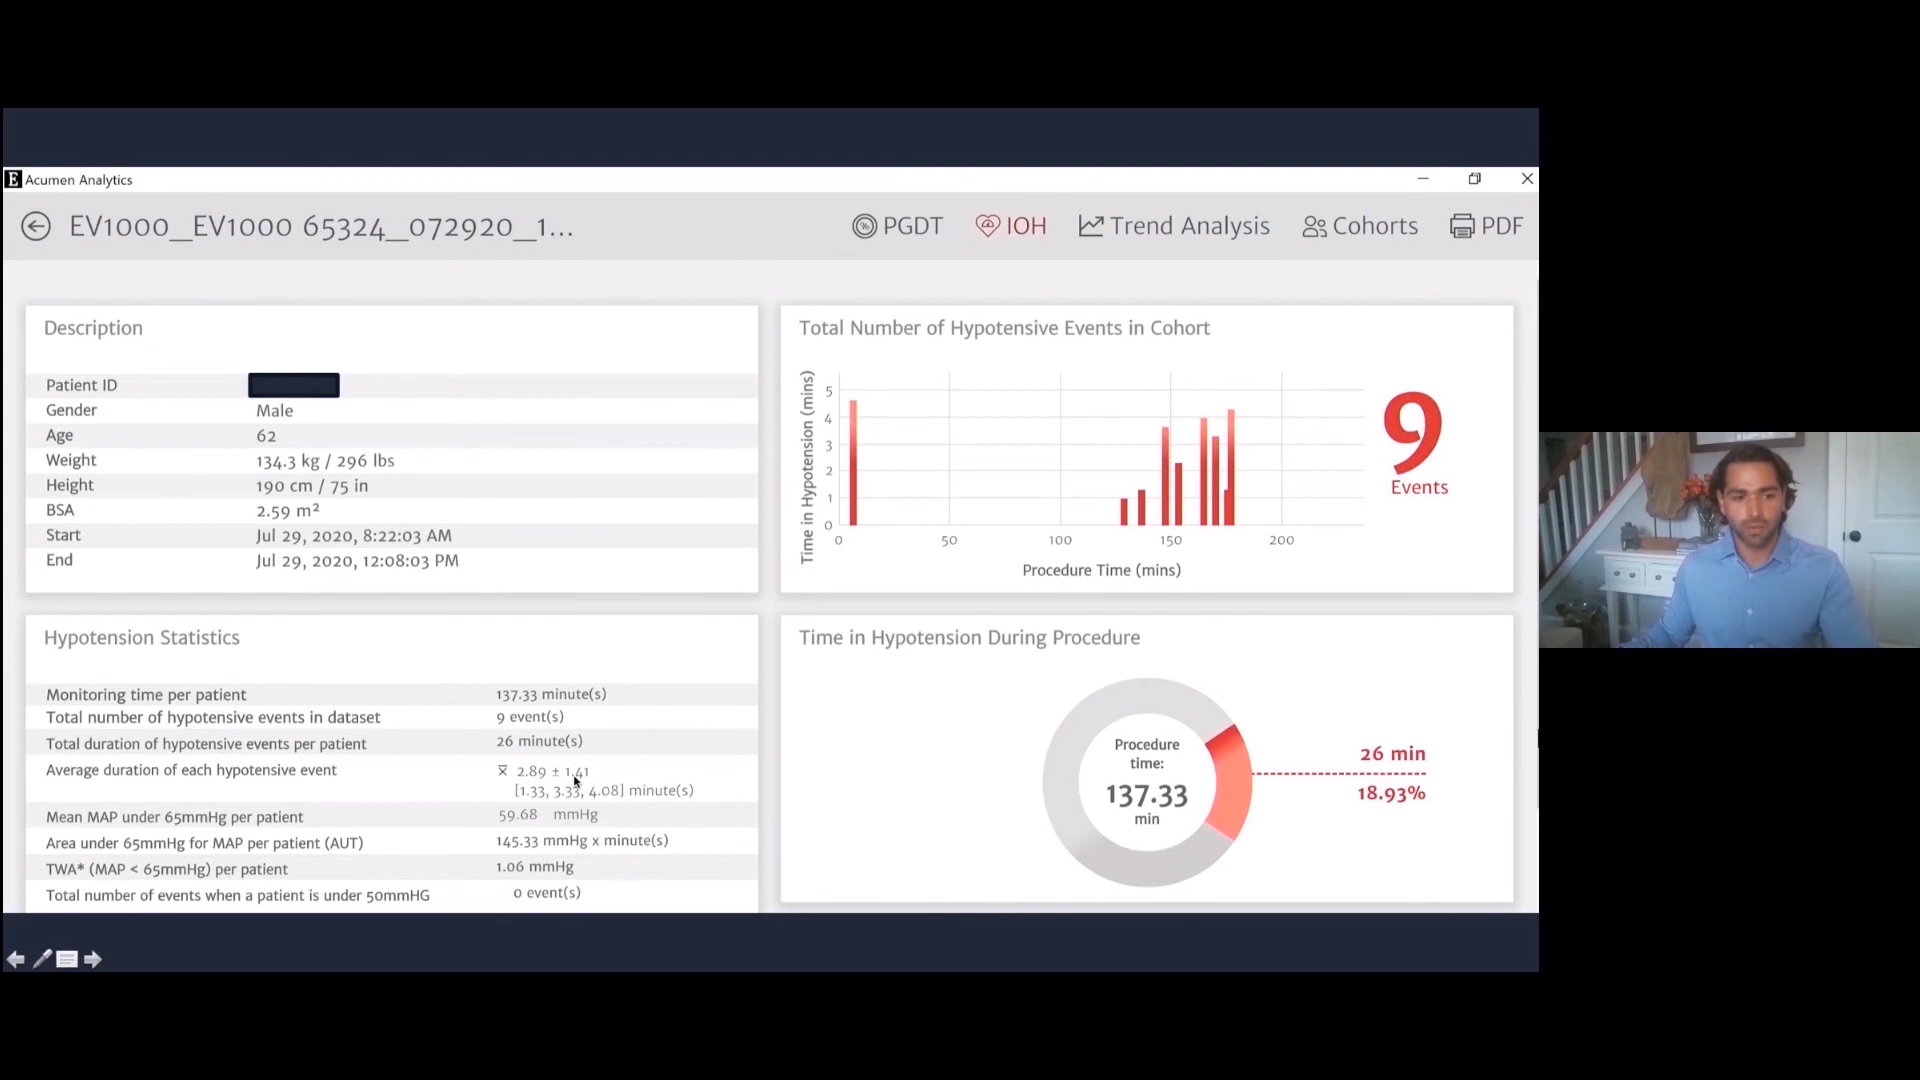 E Acumen Analytics
EV1000_EV1000 65324_072920_1...
PGDT
IOH
Trend Analysis
Cohorts
PDF
Description
Patient ID
Gender Male
Age 62
Weight 134.3 kg / 296 lbs
Height 190 cm / 75 in
BSA 2.59 m²
Start Jul 29, 2020, 8:22:03 AM
End Jul 29, 2020, 12:08:03 PM
Total Number of Hypotensive Events in Cohort
Time in Hypotension (mins)
5
4
3
2
1
0
0 50 100 150 200
Procedure Time (mins)
9
Events
Hypotension Statistics
Monitoring time per patient 137.33 minute(s)
Total number of hypotensive events in dataset 9 event(s)
Total duration of hypotensive events per patient 26 minute(s)
Average duration of each hypotensive event x̄ 2.89 ± 1.41
[1.33, 3.33, 4.08] minute(s)
Mean MAP under 65mmHg per patient 59.68 mmHg
Area under 65mmHg for MAP per patient (AUT) 145.33 mmHg x minute(s)
TWA* (MAP < 65mmHg) per patient 1.06 mmHg
Total number of events when a patient is under 50mmHG 0 event(s)
Time in Hypotension During Procedure
Procedure
time:
137.33
min
26 min
18.93%